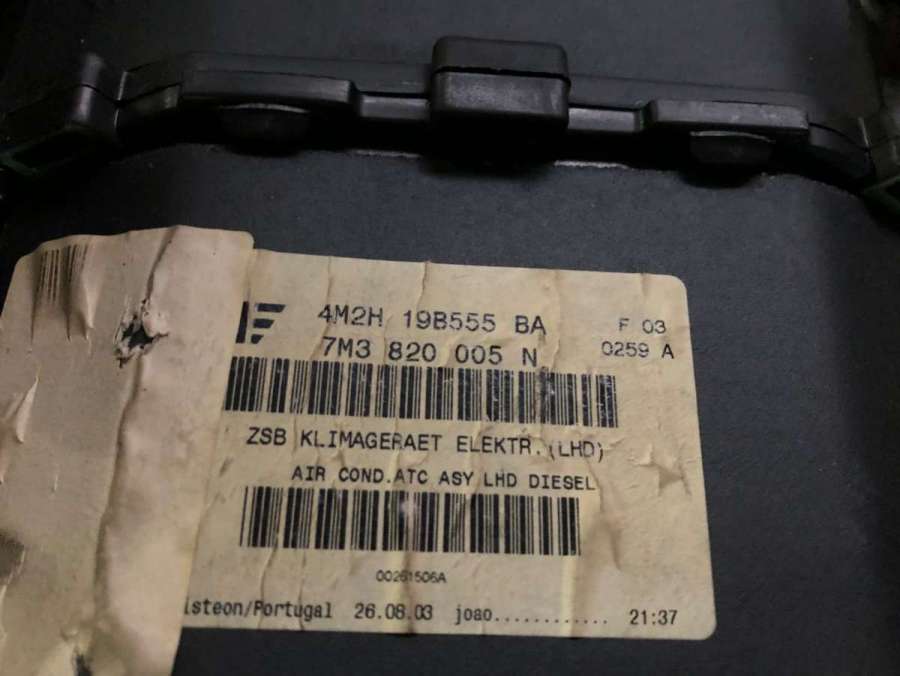 4M2H 19B555 BA F 03
7M3 820 005 N 0259 A
ZSB KLIMAGERAET ELEKTR.(LHD)
AIR COND.ATC ASY LHD DIESEL
00261506A
isteon/Portugal 26.08.03 joao............ 21:37